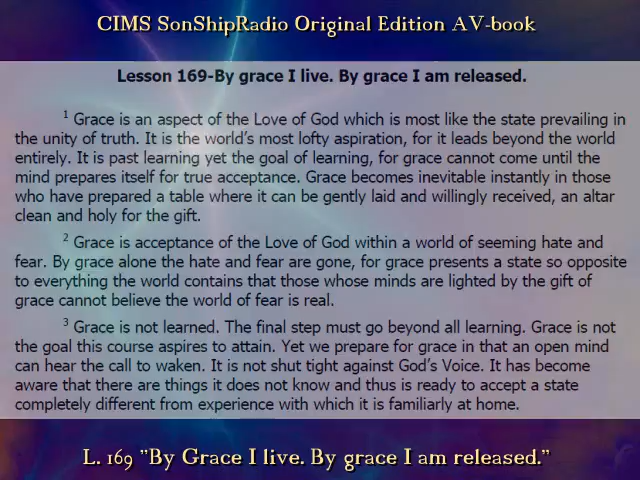 CIMS SonShipRadio Original Edition AV-book
Lesson 169-By grace I live. By grace I am released.
1 Grace is an aspect of the Love of God which is most like the state prevailing in
the unity of truth. It is the world's most lofty aspiration, for it leads beyond the world
entirely. It is past learning yet the goal of learning, for grace cannot come until the
mind prepares itself for true acceptance. Grace becomes inevitable instantly in those
who have prepared a table where it can be gently laid and willingly received, an altar
clean and holy for the gift.
2 Grace is acceptance of the Love of God within a world of seeming hate and
fear. By grace alone the hate and fear are gone, for grace presents a state so opposite
to everything the world contains that those whose minds are lighted by the gift of
grace cannot believe the world of fear is real.
3 Grace is not learned. The final step must go beyond all learning. Grace is not
the goal this course aspires to attain. Yet we prepare for grace in that an open mind
can hear the call to waken. It is not shut tight against God's Voice. It has become
aware that there are things it does not know and thus is ready to accept a state
completely different from experience with which it is familiarly at home.
L. 169 "By Grace I live. By grace I am released."